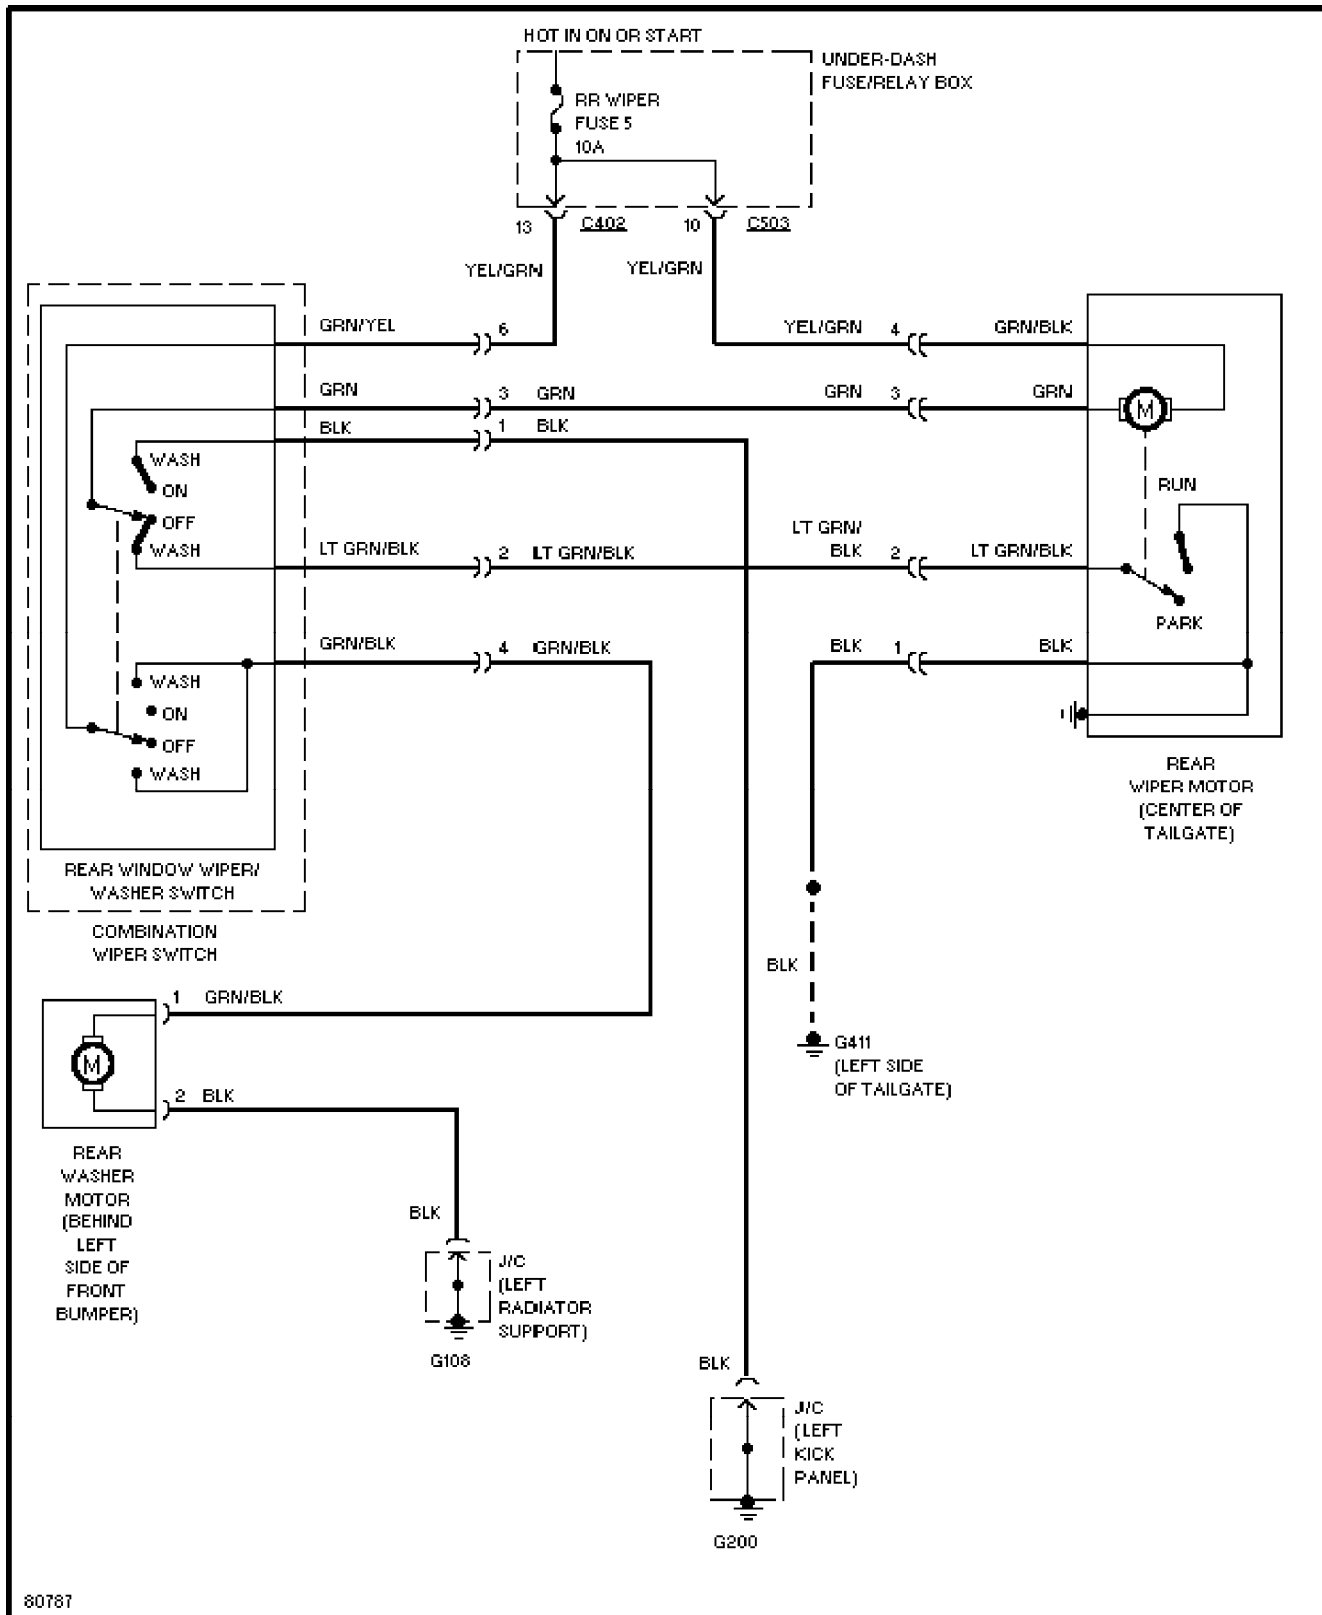 HOT IN ON OR START
UNDER-DASH
FUSE/RELAY BOX
RR WIPER
FUSE 5
10A
13
C402
10
C503
YEL/GRN
YEL/GRN
GRN/YEL
6
YEL/GRN
4
GRN/BLK
GRN
3
GRN
GRN
3
GRN
BLK
1
BLK
M
WASH
ON
OFF
WASH
RUN
LT GRN/BLK
2
LT GRN/BLK
LT GRN/
BLK
2
LT GRN/BLK
PARK
GRN/BLK
4
GRN/BLK
BLK
1
BLK
WASH
ON
OFF
WASH
REAR
WIPER MOTOR
(CENTER OF
TAILGATE)
REAR WINDOW WIPER/
WASHER SWITCH
COMBINATION
WIPER SWITCH
BLK
1
GRN/BLK
M
2
BLK
G411
(LEFT SIDE
OF TAILGATE)
REAR
WASHER
MOTOR
(BEHIND
LEFT
SIDE OF
FRONT
BUMPER)
BLK
J/C
(LEFT
RADIATOR
SUPPORT)
G108
BLK
J/C
(LEFT
KICK
PANEL)
G200
80787